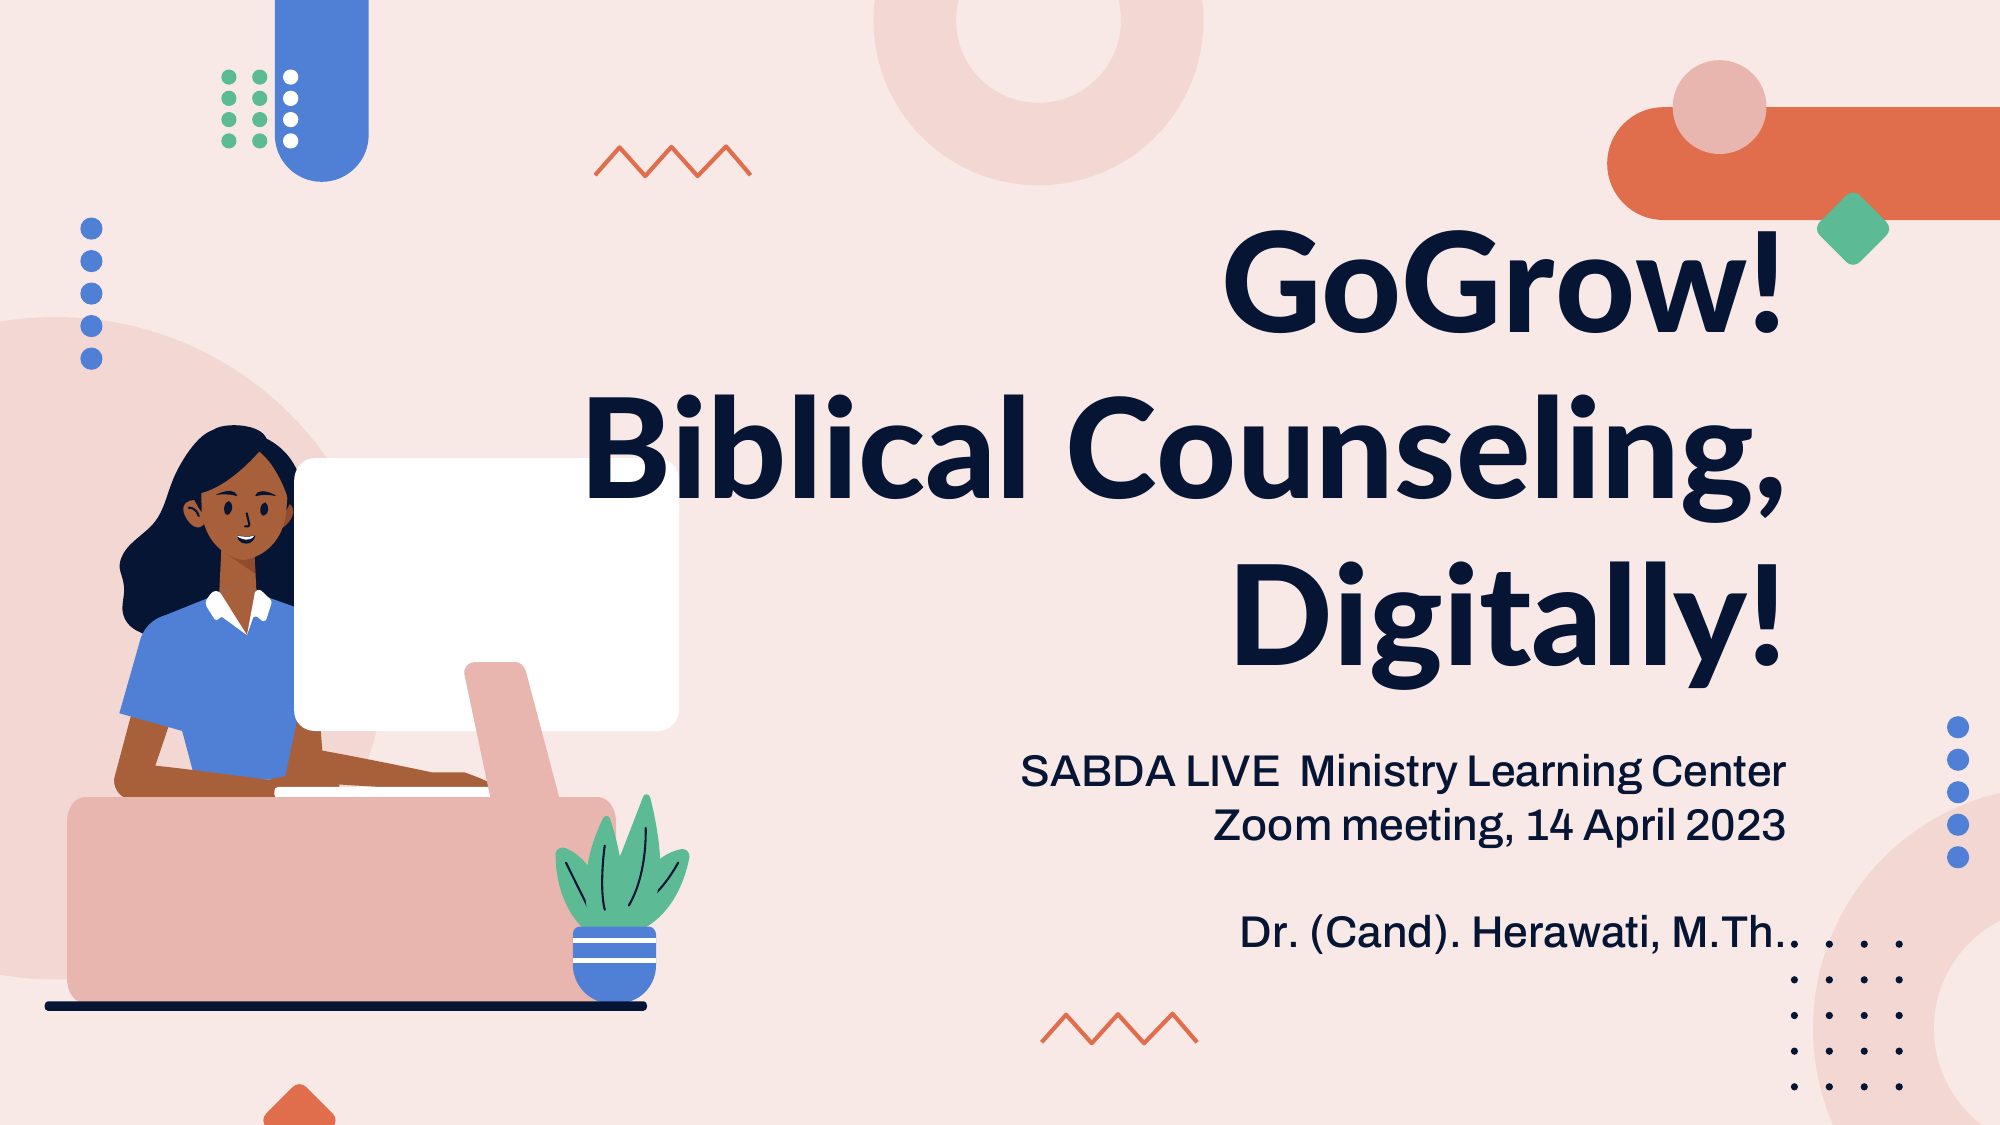 GoGrow!
Biblical Counseling,
Digitally!
SABDA LIVE  Ministry Learning Center
Zoom meeting, 14 April 2023
Dr. (Cand). Herawati, M.Th.